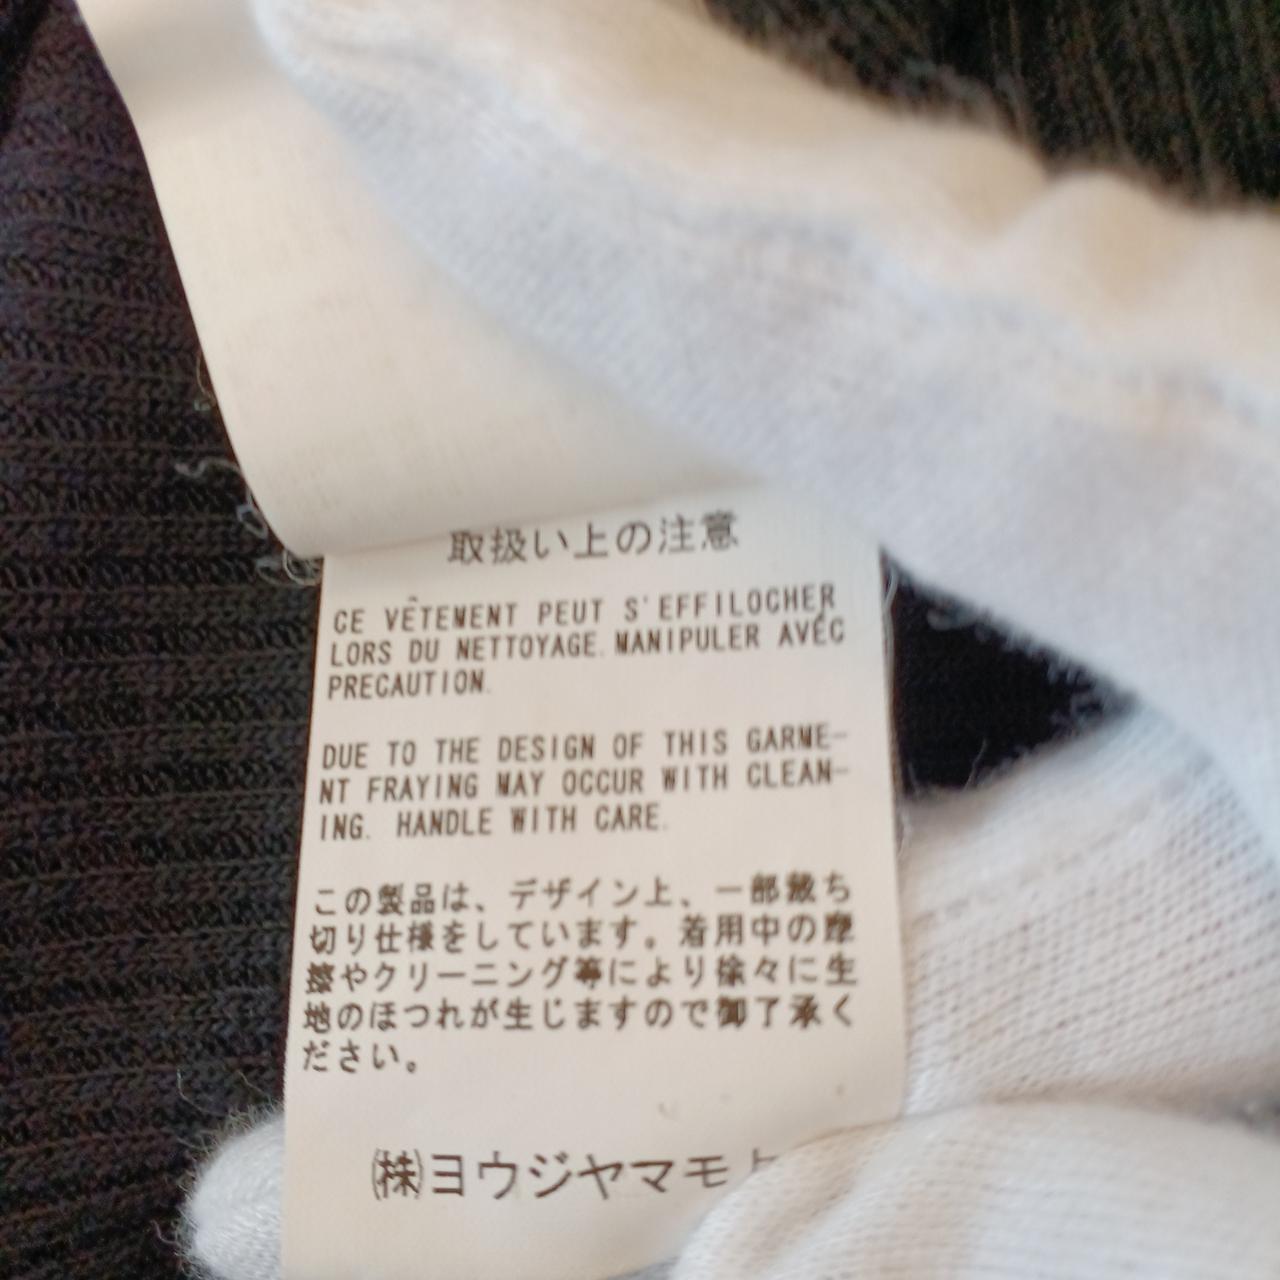 取扱い上の注意
CE VÊTEMENT PEUT S'EFFILOCHER
LORS DU NETTOYAGE. MANIPULER AVÉC
PRECAUTION.
DUE TO THE DESIGN OF THIS GARME-
NT FRAYING MAY OCCUR WITH CLEAN-
ING. HANDLE WITH CARE.
この製品は、デザイン上、一部裁ち
切り仕様をしています。着用中の摩
擦やクリーニング等により徐々に生
地のほつれが生じますので御了承く
ださい。
㈱ヨウジヤマモト